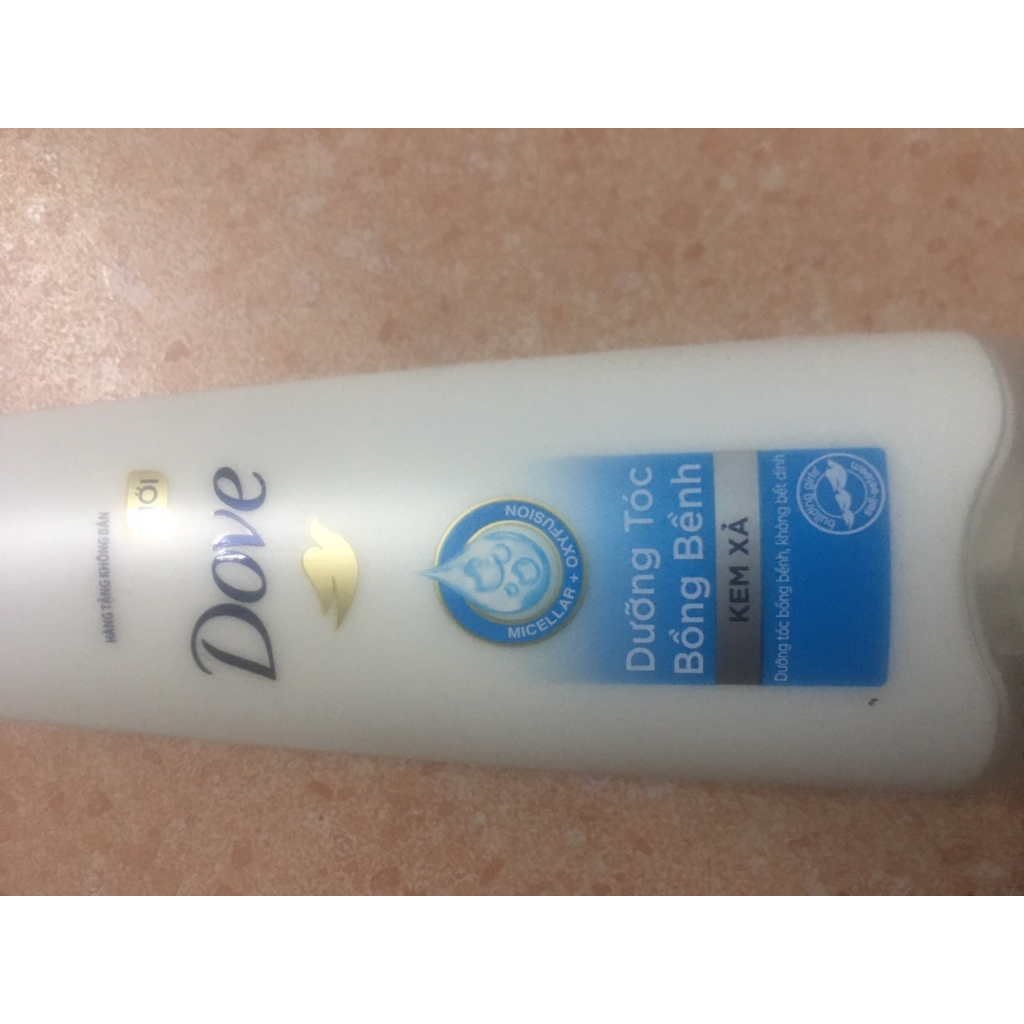 HÀNG TẶNG KHÔNG BÁN
MỚI
Dove
MICELLAR + OXYFUSION
Dưỡng Tóc
Bồng Bềnh
KEM XẢ
Dưỡng tóc bồng bềnh, không bết dính